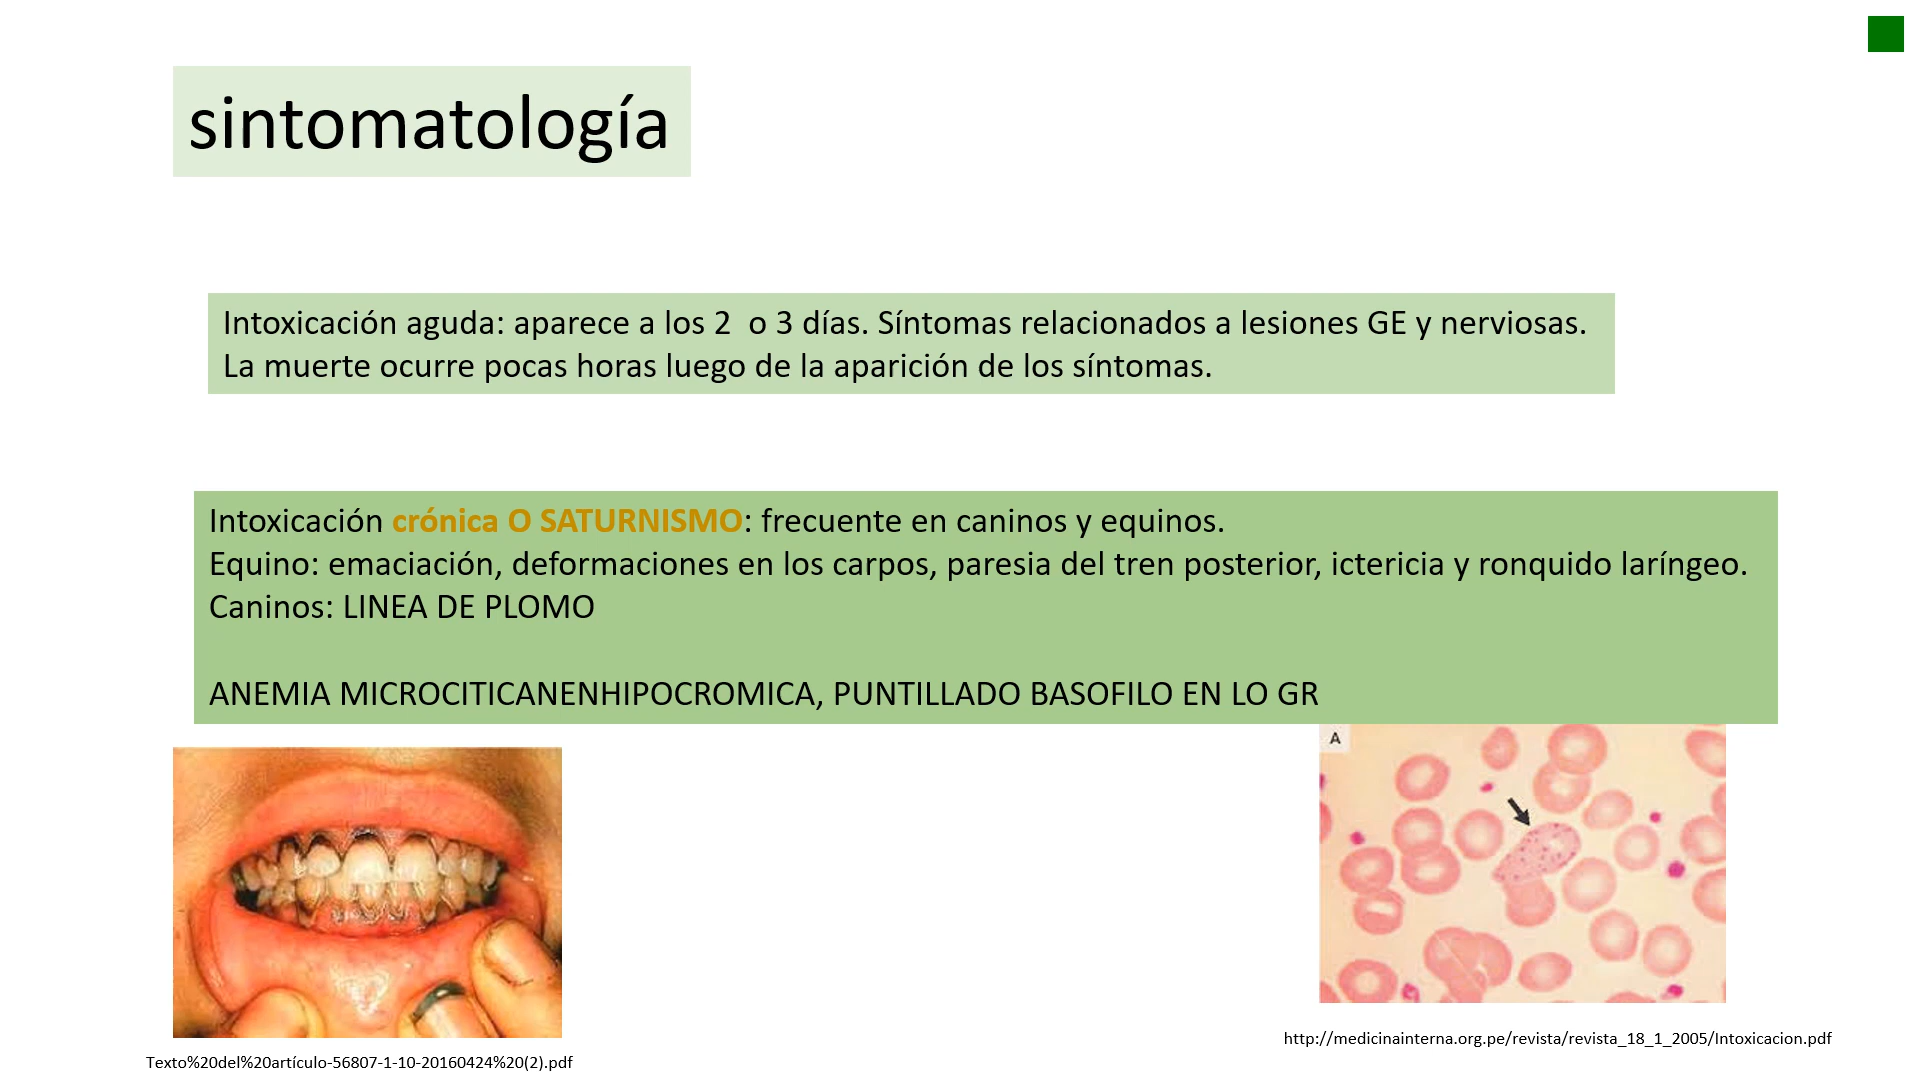 sintomatología
Intoxicación aguda: aparece a los 2  o 3 días. Síntomas relacionados a lesiones GE y nerviosas.
La muerte ocurre pocas horas luego de la aparición de los síntomas.
Intoxicación crónica O SATURNISMO: frecuente en caninos y equinos.
Equino: emaciación, deformaciones en los carpos, paresia del tren posterior, ictericia y ronquido laríngeo.
Caninos: LINEA DE PLOMO
ANEMIA MICROCITICANENHIPOCROMICA, PUNTILLADO BASOFILO EN LO GR
A
http://medicinainterna.org.pe/revista/revista_18_1_2005/Intoxicacion.pdf
Texto%20del%20artículo-56807-1-10-20160424%20(2).pdf